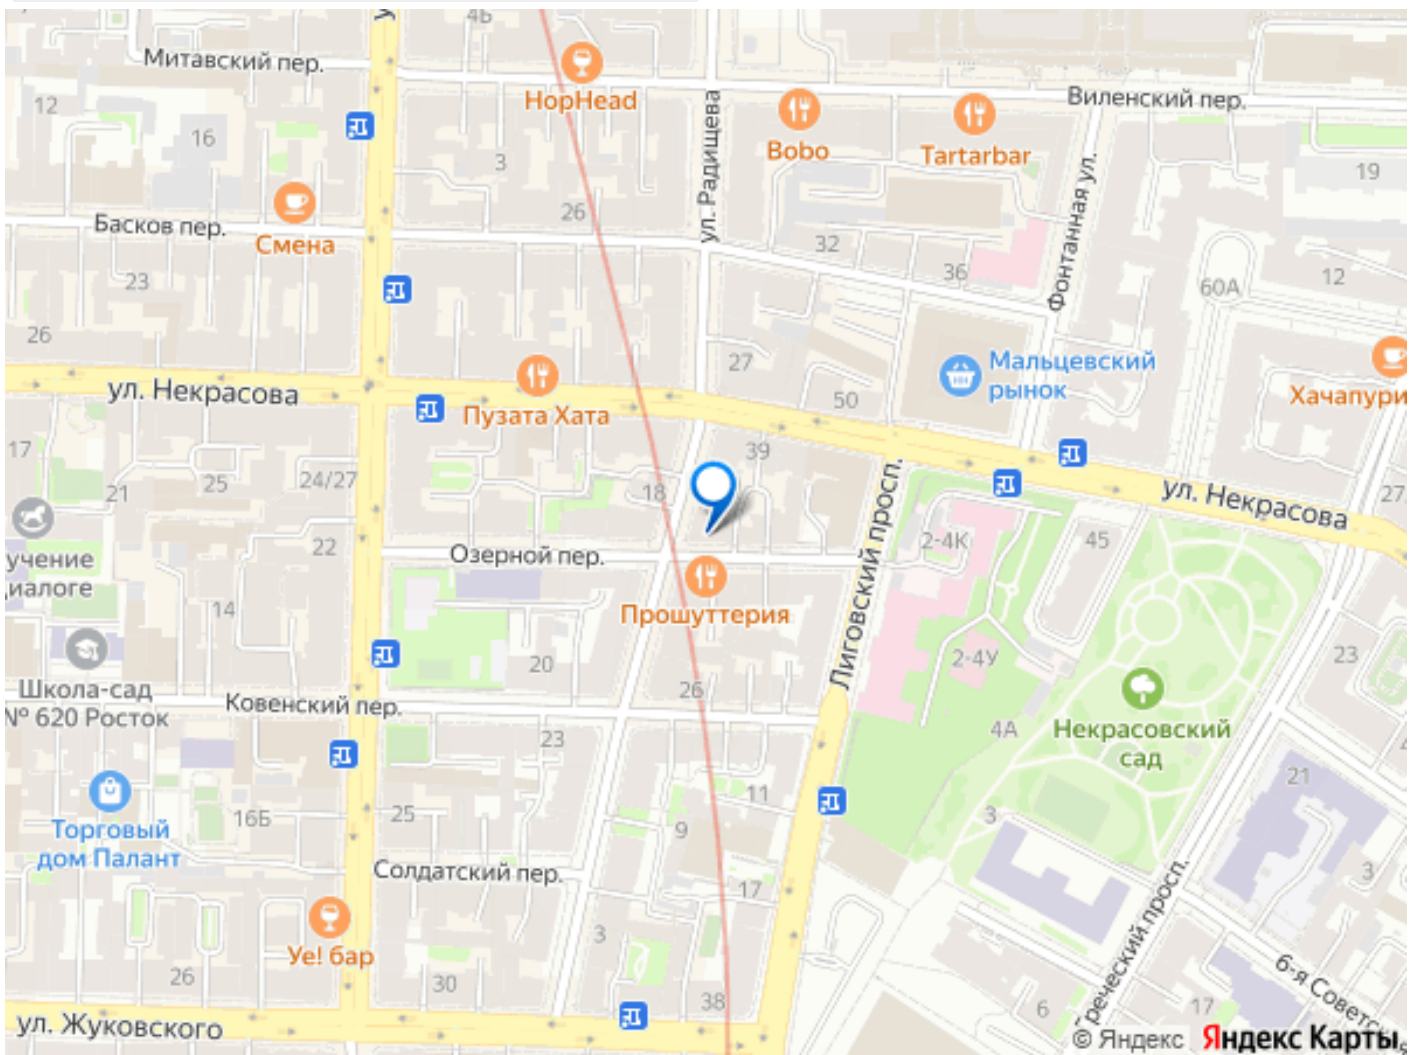 4Б
Митавский пер.
HopHead
Виленский пер.
12
16
3
ул. Радищева
Bobo
Tartarbar
19
Фонтанная ул.
Басков пер.
Смена
26
32
36
60А
12
23
26
27
Мальцевский
рынок
Хачапури
ул. Некрасова
Пузата Хата
50
17
21
25
24/27
18
39
ул. Некрасова
27
учение
22
Озерной пер.
2-4К
45
14
Прошуттерия
Лиговский просп.
20
2-4У
23
Школа-сад
№ 620 Росток
Ковенский пер.
26
23
4А
Некрасовский
сад
21
Торговый
дом Палант
16Б
25
9
11
3
Солдатский пер.
17
3
Уе! бар
3
Греческий просп.
26
30
38
6
17
6-я Советс
ул. Жуковского
© Яндекс Яндекс Карты